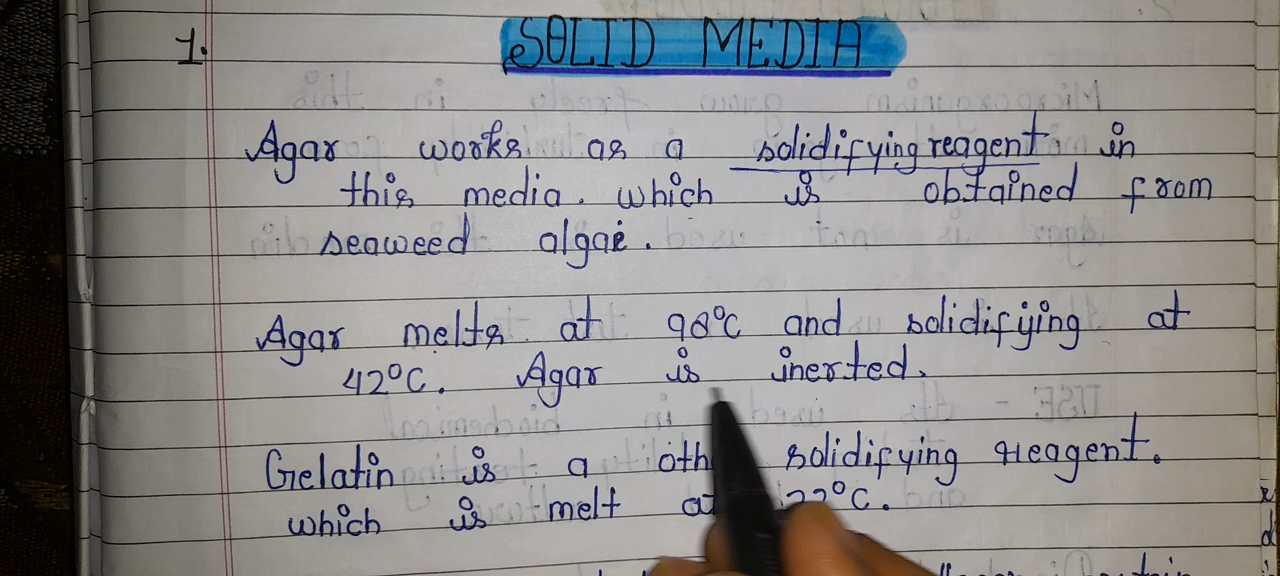 1.
SOLID MEDIA
Agar works as a solidifying reagent in
this media. which is obtained from
seaweed algae.
Agar melts at 98°C and solidifying at
42°C. Agar is inerted.
Gelatin is a solidifying reagent.
which is melt at